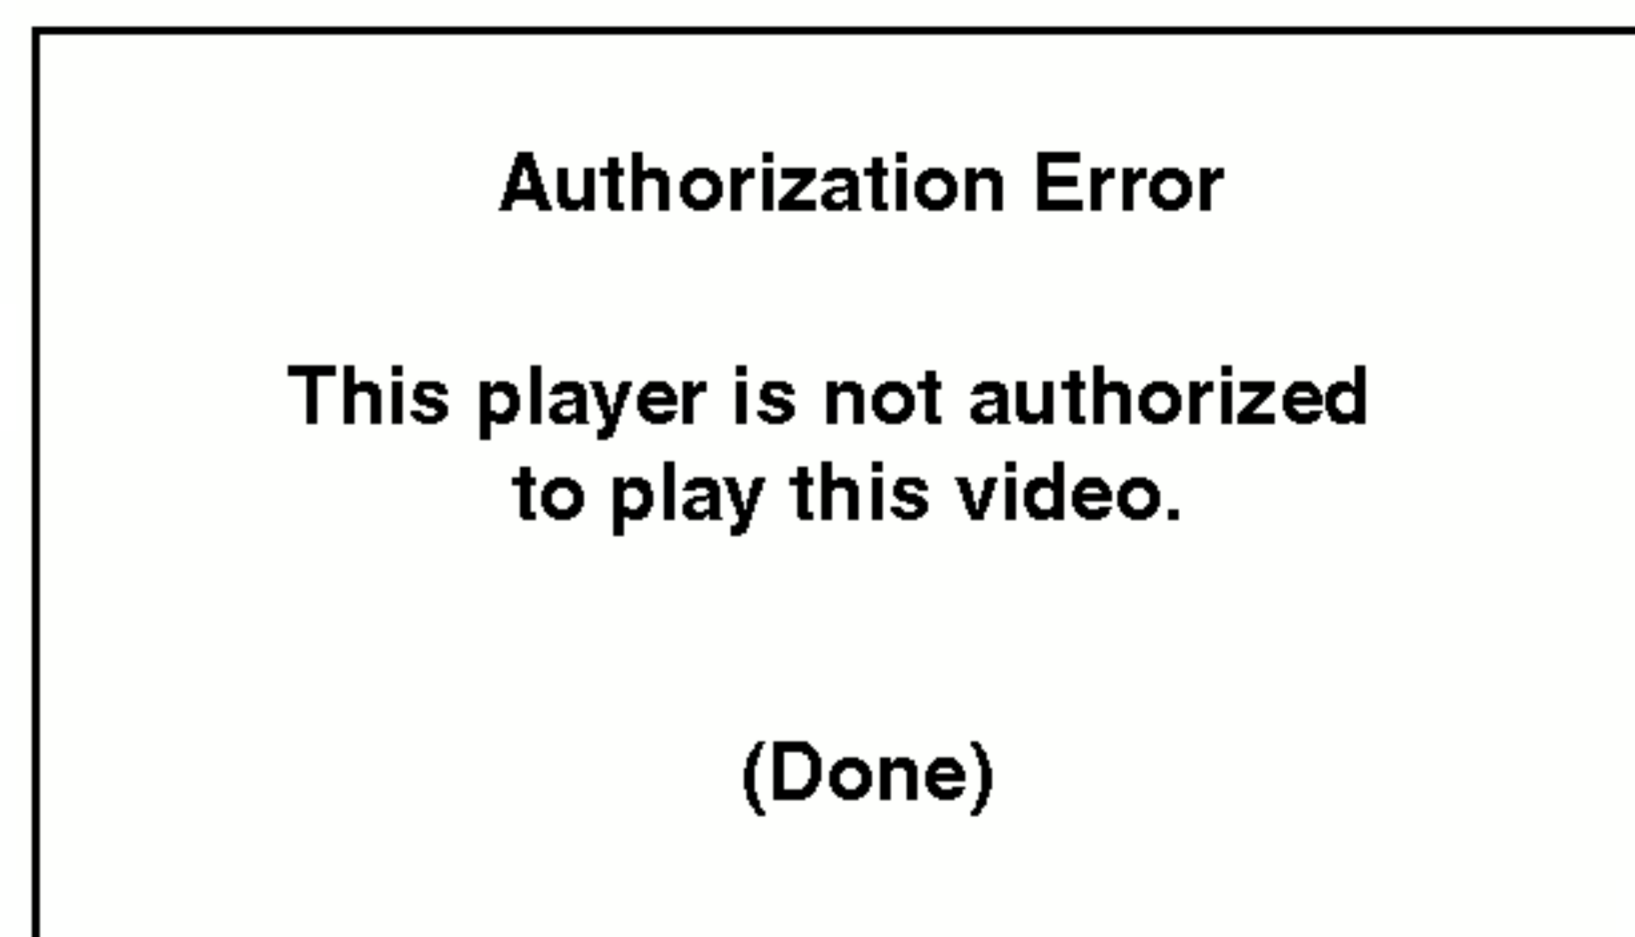 Authorization Error
This player is not authorized
to play this video.
(Done)